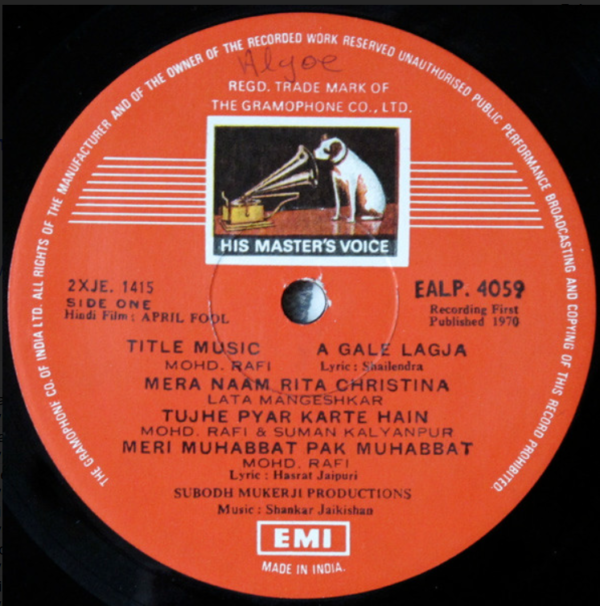 THE GRAMOPHONE CO. OF INDIA LTD. ALL RIGHTS OF THE MANUFACTURER AND OF THE OWNER OF THE RECORDED WORK RESERVED UNAUTHORISED PUBLIC PERFORMANCE BROADCASTING AND COPYING OF THIS RECORD PROHIBITED.
REGD. TRADE MARK OF
THE GRAMOPHONE CO., LTD.
HIS MASTER'S VOICE
2XJE. 1415
SIDE ONE
Hindi Film : APRIL FOOL
EALP. 4059
Recording First
Published 1970
TITLE MUSIC A GALE LAGJA
MOHD. RAFI Lyric : Shailendra
MERA NAAM RITA CHRISTINA
LATA MANGESHKAR
TUJHE PYAR KARTE HAIN
MOHD. RAFI & SUMAN KALYANPUR
MERI MUHABBAT PAK MUHABBAT
MOHD. RAFI
Lyric : Hasrat Jaipuri
SUBODH MUKERJI PRODUCTIONS
Music : Shankar Jaikishan
EMI
MADE IN INDIA.